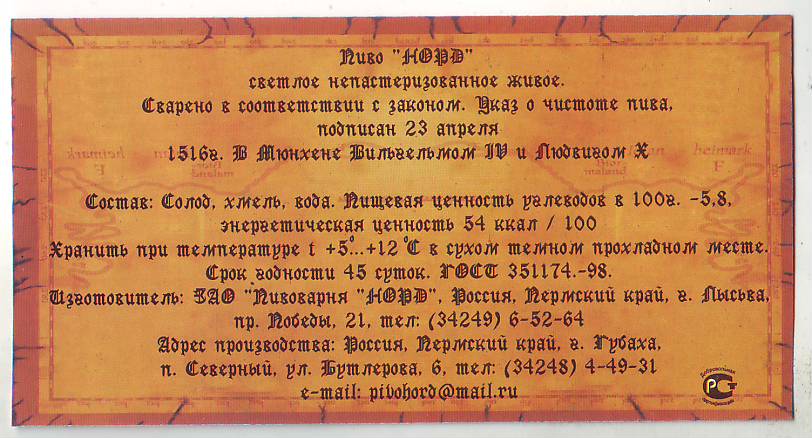 Пиво "НОРД"
светлое непастеризованное живое.
Сварено в соответствии с законом. Указ о чистоте пива,
подписан 23 апреля
1516г. В Мюнхене Вильгельмом IV и Людвигом X
Состав: Солод, хмель, вода. Пищевая ценность углеводов в 100г. -5,8,
энергетическая ценность 54 ккал / 100
Хранить при температуре t +5°...+12 °C в сухом темном прохладном месте.
Срок годности 45 суток. ГОСТ 351174.-98.
Изготовитель: ЗАО "Пивоварня "НОРД", Россия, Пермский край, г. Лысьва,
пр. Победы, 21, тел: (34249) 6-52-64
Адрес производства: Россия, Пермский край, г. Губаха,
п. Северный, ул. Бутлерова, 6, тел: (34248) 4-49-31
e-mail: pivohord@mail.ru
Добровольная
РСТ
сертификация